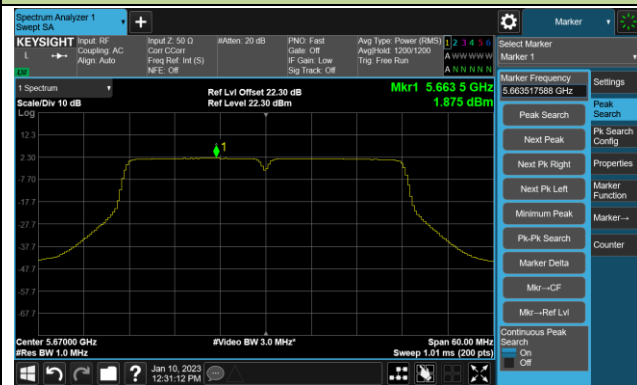 Spectrum Analyzer 1
Swept SA
Marker
KEYSIGHT
L
Input: RF
Coupling: AC
Align: Auto
Input Z: 50 Ω
Corr CCorr
Freq Ref: Int (S)
NFE: Off
#Atten: 20 dB
PNO: Fast
Gate: Off
IF Gain: Low
Sig Track: Off
Avg Type: Power (RMS)
Avg|Hold: 1200/1200
Trig: Free Run
1 2 3 4 5 6
A W W W W W
A N N N N N
Select Marker
Marker 1
1 Spectrum
Scale/Div 10 dB
Ref Lvl Offset 22.30 dB
Ref Level 22.30 dBm
Mkr1 5.663 5 GHz
1.875 dBm
Log
12.3
2.30
-7.70
-17.7
-27.7
-37.7
-47.7
-57.7
-67.7
1
Center 5.67000 GHz
#Res BW 1.0 MHz
#Video BW 3.0 MHz*
Span 60.00 MHz
Sweep 1.01 ms (200 pts)
Marker Frequency
5.663517588 GHz
Peak Search
Next Peak
Next Pk Right
Next Pk Left
Minimum Peak
Pk-Pk Search
Marker Delta
Mkr→CF
Mkr→Ref Lvl
Continuous Peak
Search
On
Off
Settings
Peak
Search
Pk Search
Config
Properties
Marker
Function
Marker→
Counter
Jan 10, 2023
12:31:12 PM